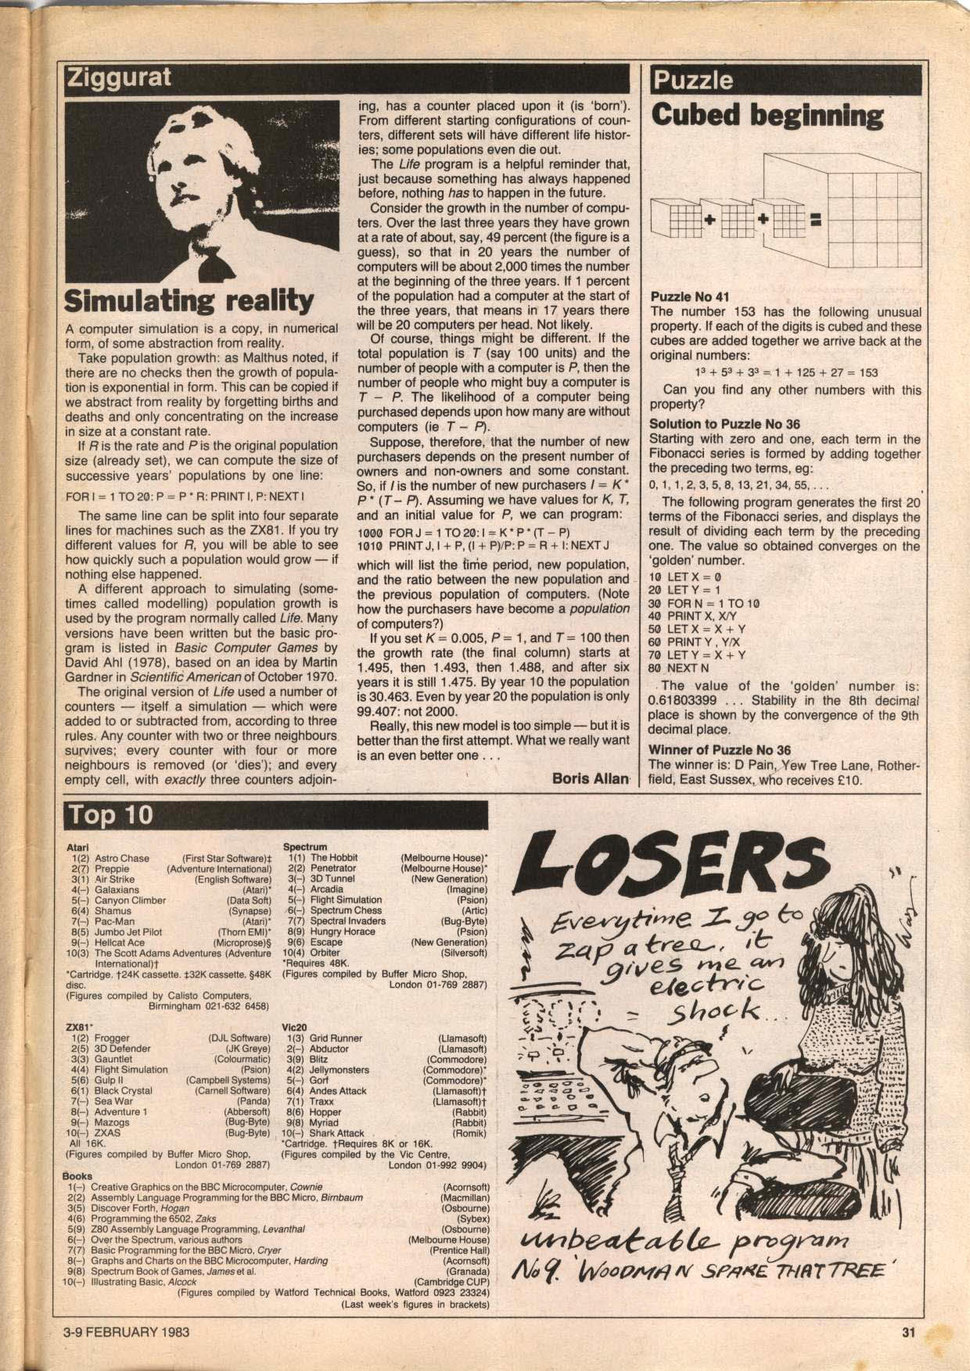 Ziggurat
Simulating reality
A computer simulation is a copy, in numerical
form, of some abstraction from reality.
Take population growth: as Malthus noted, if
there are no checks then the growth of popula-
tion is exponential in form. This can be copied if
we abstract from reality by forgetting births and
deaths and only concentrating on the increase
in size at a constant rate.
If R is the rate and P is the original population
size (already set), we can compute the size of
successive years' populations by one line:
FOR I = 1 TO 20: P = P * R: PRINT I, P: NEXT I
The same line can be split into four separate
lines for machines such as the ZX81. If you try
different values for R, you will be able to see
how quickly such a population would grow — if
nothing else happened.
A different approach to simulating (some-
times called modelling) population growth is
used by the program normally called Life. Many
versions have been written but the basic pro-
gram is listed in Basic Computer Games by
David Ahl (1978), based on an idea by Martin
Gardner in Scientific American of October 1970.
The original version of Life used a number of
counters — itself a simulation — which were
added to or subtracted from, according to three
rules. Any counter with two or three neighbours
survives; every counter with four or more
neighbours is removed (or 'dies'); and every
empty cell, with exactly three counters adjoin-
ing, has a counter placed upon it (is 'born').
From different starting configurations of coun-
ters, different sets will have different life histor-
ies; some populations even die out.
The Life program is a helpful reminder that,
just because something has always happened
before, nothing has to happen in the future.
Consider the growth in the number of compu-
ters. Over the last three years they have grown
at a rate of about, say, 49 percent (the figure is a
guess), so that in 20 years the number of
computers will be about 2,000 times the number
at the beginning of the three years. If 1 percent
of the population had a computer at the start of
the three years, that means in 17 years there
will be 20 computers per head. Not likely.
Of course, things might be different. If the
total population is T (say 100 units) and the
number of people with a computer is P, then the
number of people who might buy a computer is
T − P. The likelihood of a computer being
purchased depends upon how many are without
computers (ie T − P).
Suppose, therefore, that the number of new
purchasers depends on the present number of
owners and non-owners and some constant.
So, if I is the number of new purchasers I = K *
P * (T − P). Assuming we have values for K, T,
and an initial value for P, we can program:
1000 FOR J = 1 TO 20: I = K * P * (T − P)
1010 PRINT J, I + P, (I + P)/P: P = R + I: NEXT J
which will list the time period, new population,
and the ratio between the new population and
the previous population of computers. (Note
how the purchasers have become a population
of computers?)
If you set K = 0.005, P = 1, and T = 100 then
the growth rate (the final column) starts at
1.495, then 1.493, then 1.488, and after six
years it is still 1.475. By year 10 the population
is 30.463. Even by year 20 the population is only
99.407: not 2000.
Really, this new model is too simple — but it is
better than the first attempt. What we really want
is an even better one . . .
Boris Allan
Puzzle
Cubed beginning
+ + =
Puzzle No 41
The number 153 has the following unusual
property. If each of the digits is cubed and these
cubes are added together we arrive back at the
original numbers:
1³ + 5³ + 3³ = 1 + 125 + 27 = 153
Can you find any other numbers with this
property?
Solution to Puzzle No 36
Starting with zero and one, each term in the
Fibonacci series is formed by adding together
the preceding two terms, eg:
0, 1, 1, 2, 3, 5, 8, 13, 21, 34, 55, . . .
The following program generates the first 20
terms of the Fibonacci series, and displays the
result of dividing each term by the preceding
one. The value so obtained converges on the
'golden' number.
10 LET X = 0
20 LET Y = 1
30 FOR N = 1 TO 10
40 PRINT X, X/Y
50 LET X = X + Y
60 PRINT Y, Y/X
70 LET Y = X + Y
80 NEXT N
The value of the 'golden' number is:
0.61803399 . . . Stability in the 8th decimal
place is shown by the convergence of the 9th
decimal place.
Winner of Puzzle No 36
The winner is: D Pain, Yew Tree Lane, Rother-
field, East Sussex, who receives £10.
Top 10
Atari
1(2) Astro Chase (First Star Software)‡
2(7) Preppie (Adventure International)
3(1) Air Strike (English Software)
4(–) Galaxians (Atari)*
5(–) Canyon Climber (Data Soft)
6(4) Shamus (Synapse)
7(–) Pac-Man (Atari)*
8(5) Jumbo Jet Pilot (Thorn EMI)*
9(–) Hellcat Ace (Microprose)§
10(3) The Scott Adams Adventures (Adventure
International)†
*Cartridge. †24K cassette. ‡32K cassette. §48K
disc.
(Figures compiled by Calisto Computers,
Birmingham 021-632 6458)
Spectrum
1(1) The Hobbit (Melbourne House)*
2(2) Penetrator (Melbourne House)*
3(–) 3D Tunnel (New Generation)
4(–) Arcadia (Imagine)
5(–) Flight Simulation (Psion)
6(–) Spectrum Chess (Artic)
7(7) Spectral Invaders (Bug-Byte)
8(9) Hungry Horace (Psion)
9(6) Escape (New Generation)
10(4) Orbiter (Silversoft)
*Requires 48K.
(Figures compiled by Buffer Micro Shop,
London 01-769 2887)
ZX81*
1(2) Frogger (DJL Software)
2(5) 3D Defender (JK Greye)
3(3) Gauntlet (Colourmatic)
4(4) Flight Simulation (Psion)
5(6) Gulp II (Campbell Systems)
6(1) Black Crystal (Carnell Software)
7(–) Sea War (Panda)
8(–) Adventure 1 (Abbersoft)
9(–) Mazogs (Bug-Byte)
10(–) ZXAS (Bug-Byte)
All 16K.
(Figures compiled by Buffer Micro Shop,
London 01-769 2887)
Vic20
1(3) Grid Runner (Llamasoft)
2(–) Abductor (Llamasoft)
3(9) Blitz (Commodore)
4(2) Jellymonsters (Commodore)*
5(–) Gorf (Commodore)*
6(4) Andes Attack (Llamasoft)†
7(1) Traxx (Llamasoft)†
8(6) Hopper (Rabbit)
9(8) Myriad (Rabbit)
10(–) Shark Attack (Romik)
*Cartridge. †Requires 8K or 16K.
(Figures compiled by the Vic Centre,
London 01-992 9904)
Books
1(–) Creative Graphics on the BBC Microcomputer, Cownie (Acornsoft)
2(2) Assembly Language Programming for the BBC Micro, Birnbaum (Macmillan)
3(5) Discover Forth, Hogan (Osbourne)
4(6) Programming the 6502, Zaks (Sybex)
5(9) Z80 Assembly Language Programming, Levanthal (Osbourne)
6(–) Over the Spectrum, various authors (Melbourne House)
7(7) Basic Programming for the BBC Micro, Cryer (Prentice Hall)
8(–) Graphs and Charts on the BBC Microcomputer, Harding (Acornsoft)
9(8) Spectrum Book of Games, James et al. (Granada)
10(–) Illustrating Basic, Alcock (Cambridge CUP)
(Figures compiled by Watford Technical Books, Watford 0923 23324)
(Last week's figures in brackets)
LOSERS
Everytime I go to
zap a tree, it
gives me an
electric
shock...
unbeatable program
No 9. 'WOODMAN SPARE THAT TREE'
3-9 FEBRUARY 1983
31